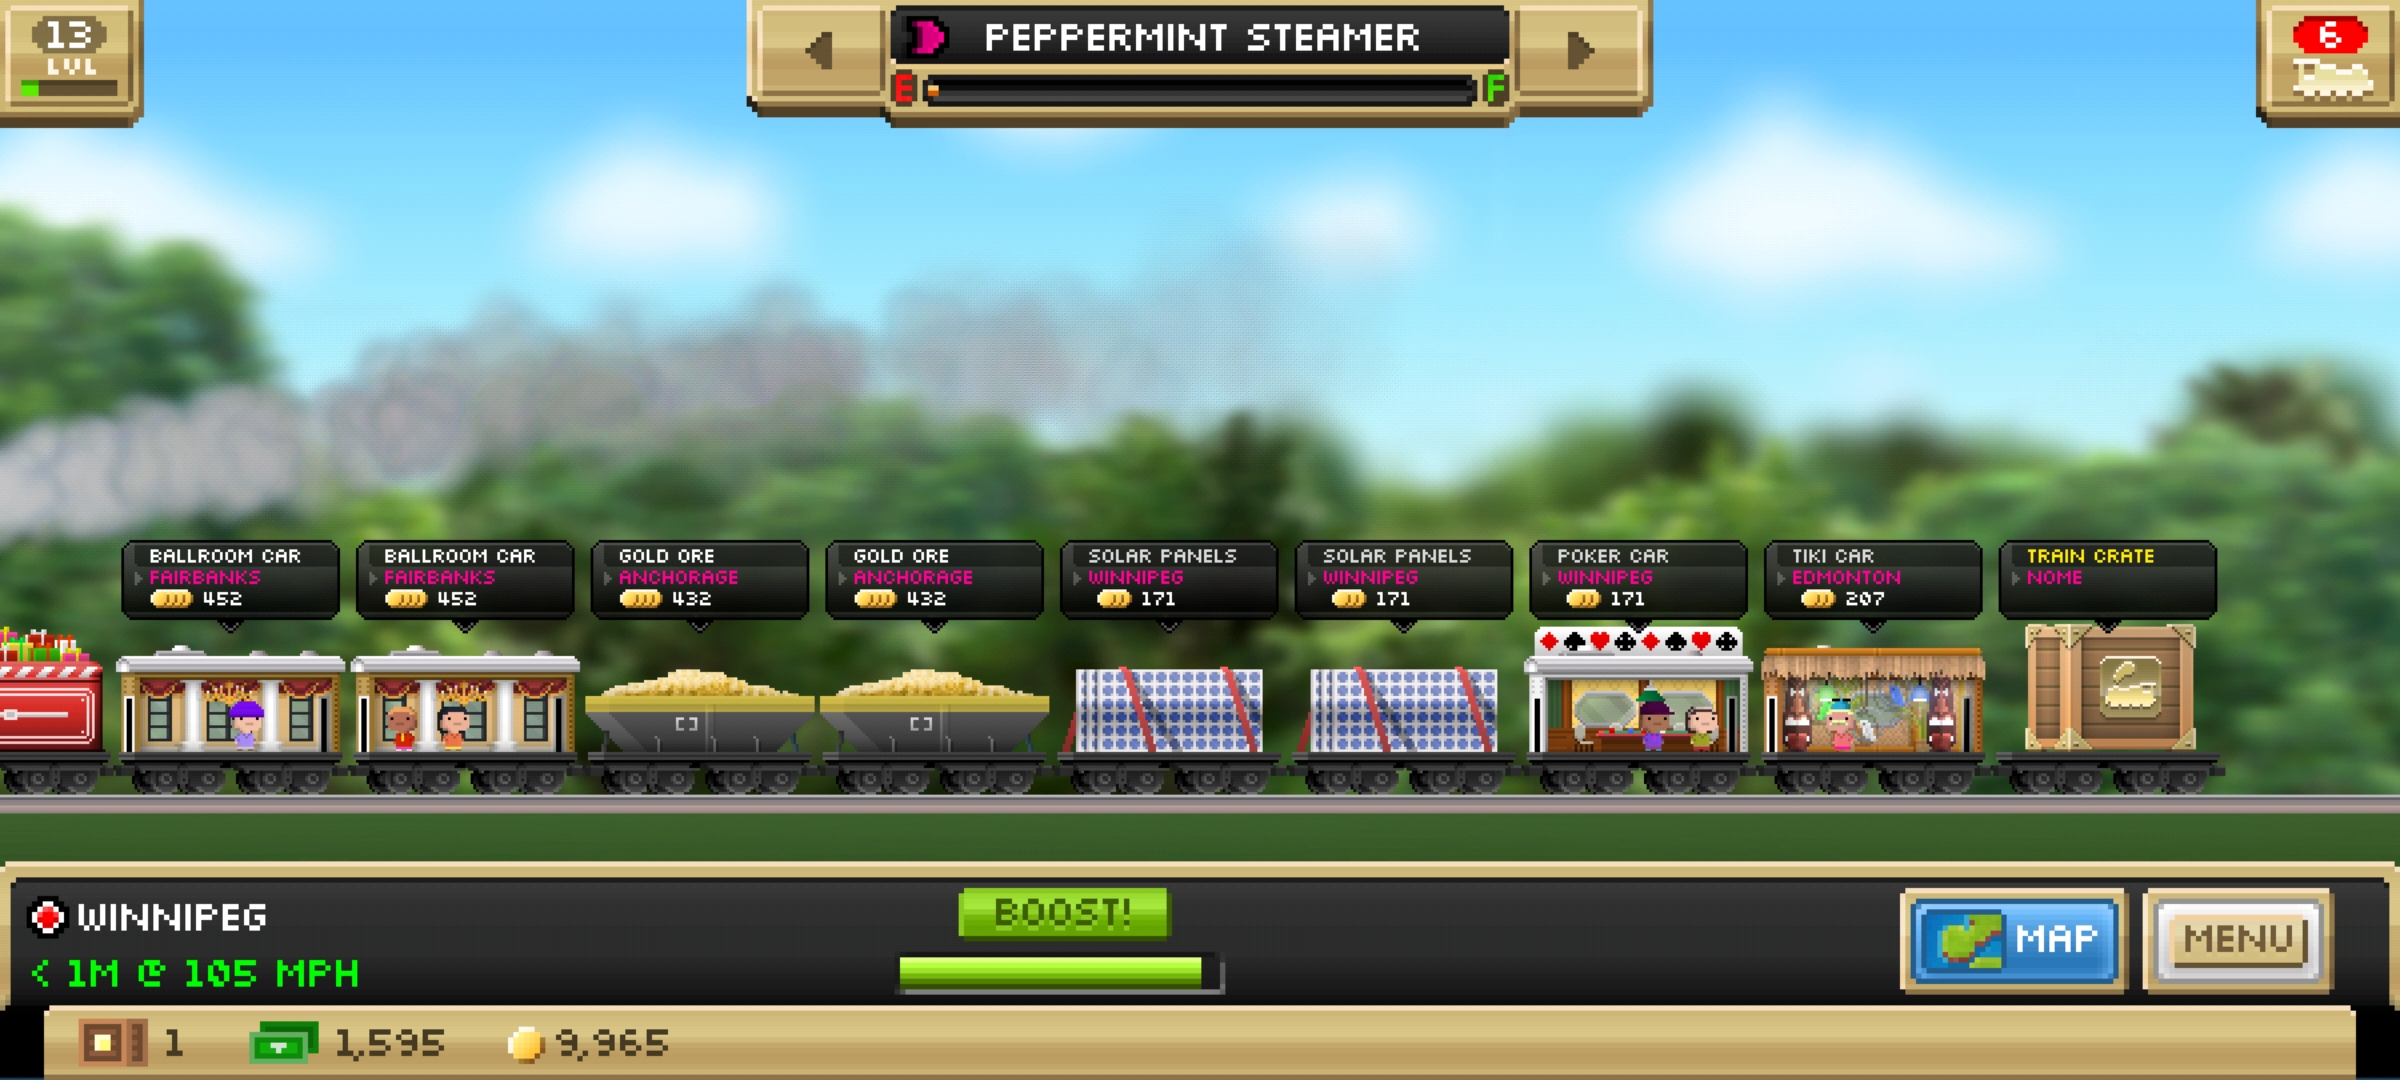 13
LVL
PEPPERMINT STEAMER
E F
6
BALLROOM CAR
FAIRBANKS
452
BALLROOM CAR
FAIRBANKS
452
GOLD ORE
ANCHORAGE
432
GOLD ORE
ANCHORAGE
432
SOLAR PANELS
WINNIPEG
171
SOLAR PANELS
WINNIPEG
171
POKER CAR
WINNIPEG
171
TIKI CAR
EDMONTON
207
TRAIN CRATE
NOME
WINNIPEG
< 1M @ 105 MPH
BOOST!
MAP
MENU
1
1,595
9,965